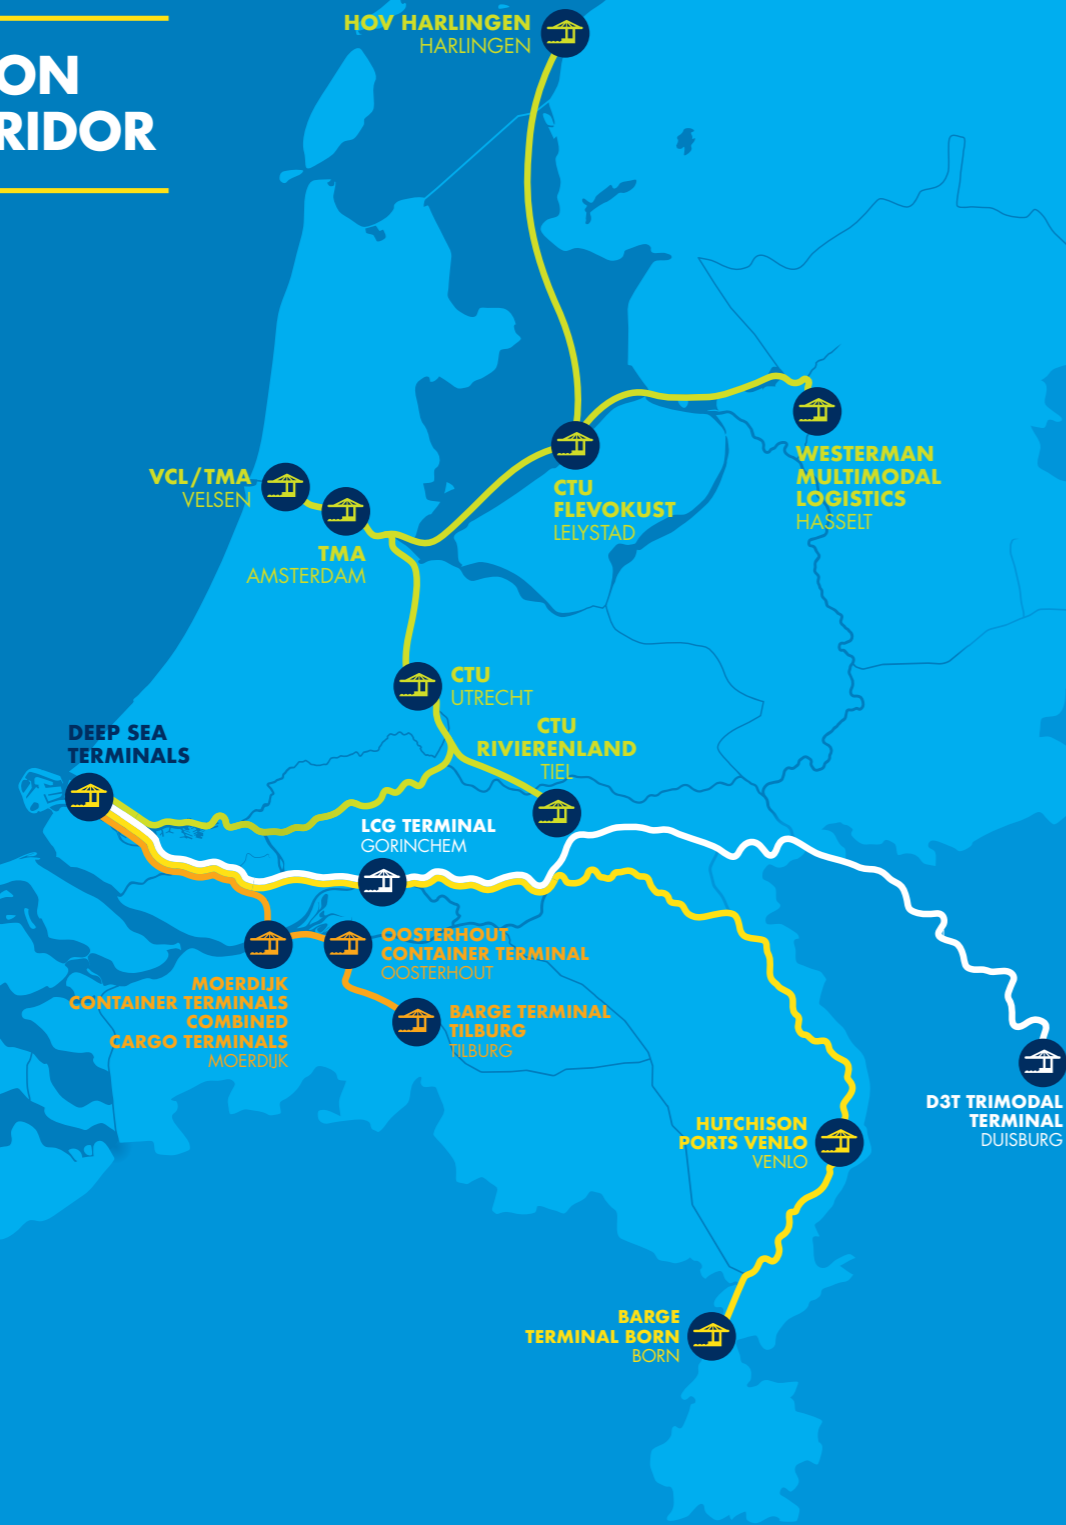 ON
RIDOR
HOV HARLINGEN
HARLINGEN
VCL/TMA
VELSEN
TMA
AMSTERDAM
CTU
FLEVOKUST
LELYSTAD
WESTERMAN
MULTIMODAL
LOGISTICS
HASSELT
CTU
UTRECHT
CTU
RIVIERENLAND
TIEL
DEEP SEA
TERMINALS
LCG TERMINAL
GORINCHEM
OOSTERHOUT
CONTAINER TERMINAL
OOSTERHOUT
MOERDIJK
CONTAINER TERMINALS
COMBINED
CARGO TERMINALS
MOERDIJK
BARGE TERMINAL
TILBURG
TILBURG
D3T TRIMODAL
TERMINAL
DUISBURG
HUTCHISON
PORTS VENLO
VENLO
BARGE
TERMINAL BORN
BORN